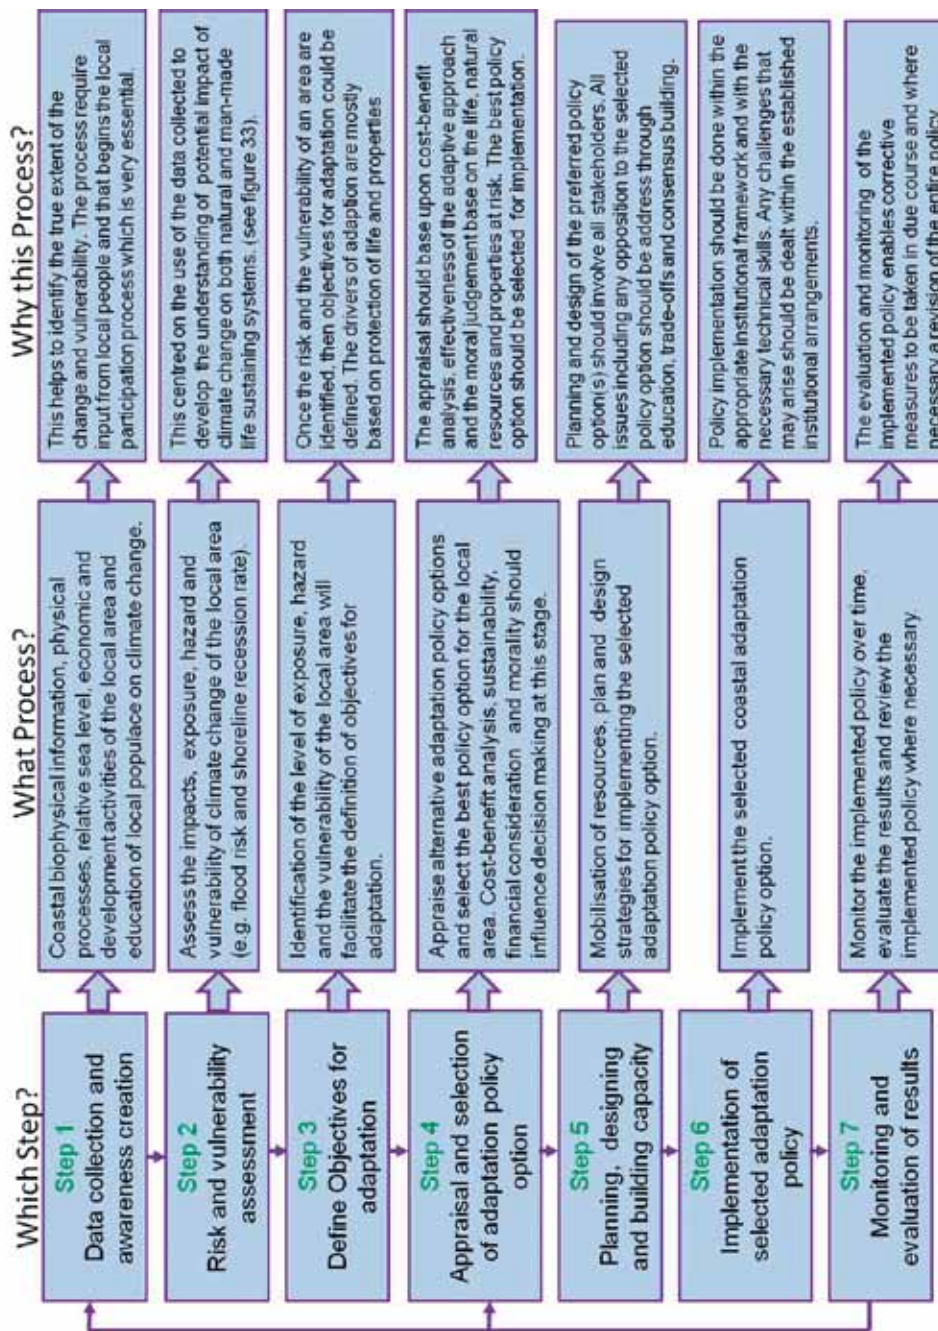 Which Step?
What Process?
Why this Process?
Step 1
Data collection and
awareness creation
Coastal biophysical information, physical
processes, relative sea level, economic and
development activities of the local area and
education of local populace on climate change.
This helps to identify the true extent of the
change and vulnerability. The process require
input from local people and that begins the local
participation process which is very essential.
Step 2
Risk and vulnerability
assessment
Assess the impacts, exposure, hazard and
vulnerability of climate change of the local area
(e.g. flood risk and shoreline recession rate).
This centred on the use of the data collected to
develop the understanding of potential impact of
climate change on both natural and man-made
life sustaining systems. (see figure 33).
Step 3
Define Objectives for
adaptation
Identification of the level of exposure, hazard
and the vulnerability of the local area will
facilitate the definition of objectives for
adaptation.
Once the risk and the vulnerability of an area are
identified, then objectives for adaptation could be
defined. The drivers of adaption are mostly
based on protection of life and properties
Step 4
Appraisal and selection
of adaptation policy
option
Appraise alternative adaptation policy options
and select the best policy option for the local
area. Cost-benefit analysis, sustainability,
financial consideration and morality should
influence decision making at this stage.
The appraisal should base upon cost-benefit
analysis, effectiveness of the adaptive approach
and the moral judgement base on the life, natural
resources and properties at risk. The best policy
option should be selected for implementation.
Step 5
Planning, designing
and building capacity
Mobilisation of resources, plan and design
strategies for implementing the selected
adaptation policy option.
Planning and design of the preferred policy
option(s) should involve all stakeholders. All
issues including any opposition to the selected
policy option should be address through
education, trade-offs and consensus building.
Step 6
Implementation of
selected adaptation
policy
Implement the selected coastal adaptation
policy option.
Policy implementation should be done within the
appropriate institutional framework and with the
necessary technical skills. Any challenges that
may arise should be dealt within the established
institutional arrangements.
Step 7
Monitoring and
evaluation of results
Monitor the implemented policy over time,
evaluate the results and review the
implemented policy where necessary.
The evaluation and monitoring of the
implemented policy enables corrective
measures to be taken in due course and where
necessary a revision of the entire policy